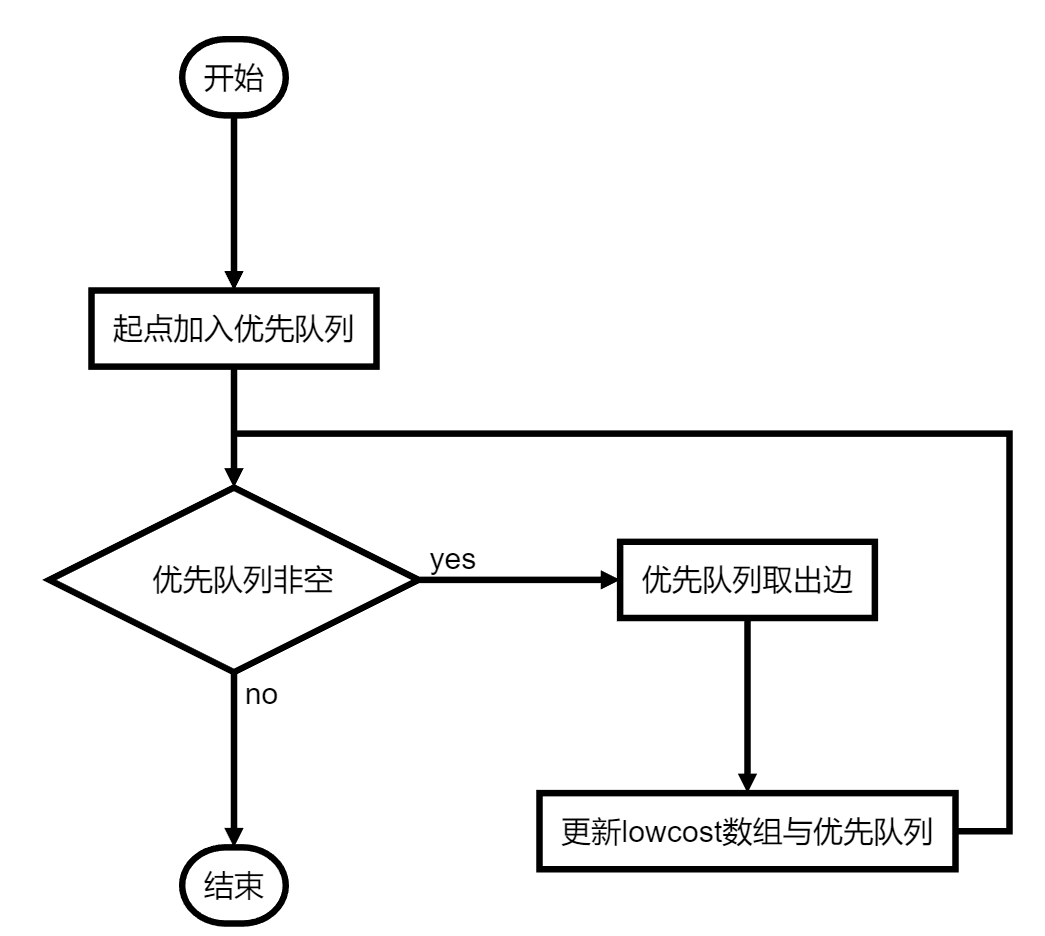 开始
起点加入优先队列
优先队列非空
yes
优先队列取出边
no
更新lowcost数组与优先队列
结束